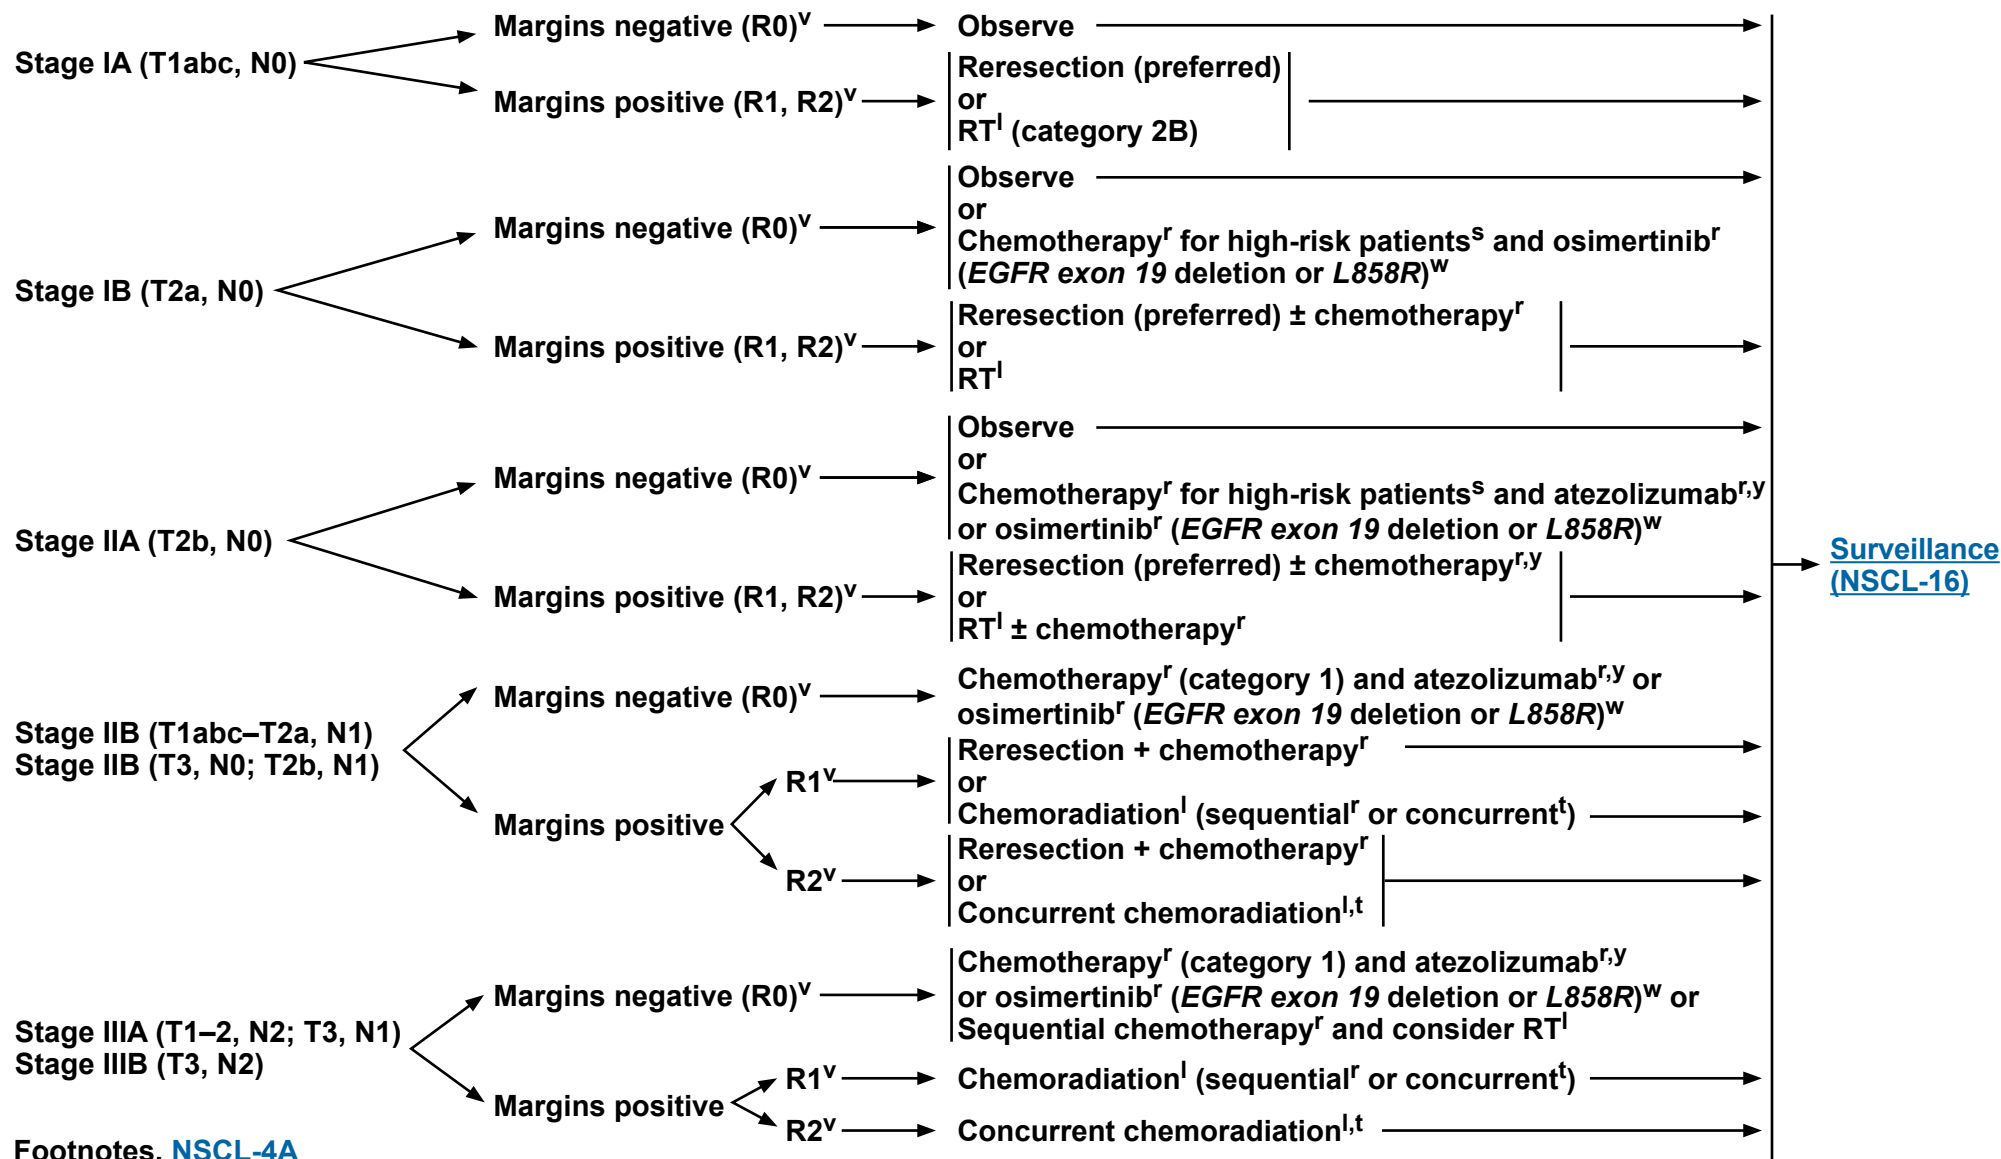 Stage IA (T1abc, N0)
Margins negative (R0)v
Observe
Margins positive (R1, R2)v
Reresection (preferred)
or
RTl (category 2B)
Stage IB (T2a, N0)
Margins negative (R0)v
Observe
or
Chemotherapyr for high-risk patientss and osimertinibr
(EGFR exon 19 deletion or L858R)w
Margins positive (R1, R2)v
Reresection (preferred) ± chemotherapyr
or
RTl
Stage IIA (T2b, N0)
Margins negative (R0)v
Observe
or
Chemotherapyr for high-risk patientss and atezolizumabr,y
or osimertinibr (EGFR exon 19 deletion or L858R)w
Margins positive (R1, R2)v
Reresection (preferred) ± chemotherapyr,y
or
RTl ± chemotherapyr
Stage IIB (T1abc–T2a, N1)
Stage IIB (T3, N0; T2b, N1)
Margins negative (R0)v
Chemotherapyr (category 1) and atezolizumabr,y or
osimertinibr (EGFR exon 19 deletion or L858R)w
Margins positive
R1v
Reresection + chemotherapyr
or
Chemoradiationl (sequentialr or concurrentt)
R2v
Reresection + chemotherapyr
or
Concurrent chemoradiationl,t
Stage IIIA (T1–2, N2; T3, N1)
Stage IIIB (T3, N2)
Margins negative (R0)v
Chemotherapyr (category 1) and atezolizumabr,y
or osimertinibr (EGFR exon 19 deletion or L858R)w or
Sequential chemotherapyr and consider RTl
Margins positive
R1v
Chemoradiationl (sequentialr or concurrentt)
R2v
Concurrent chemoradiationl,t
Surveillance
(NSCL-16)
Footnotes, NSCL-4A